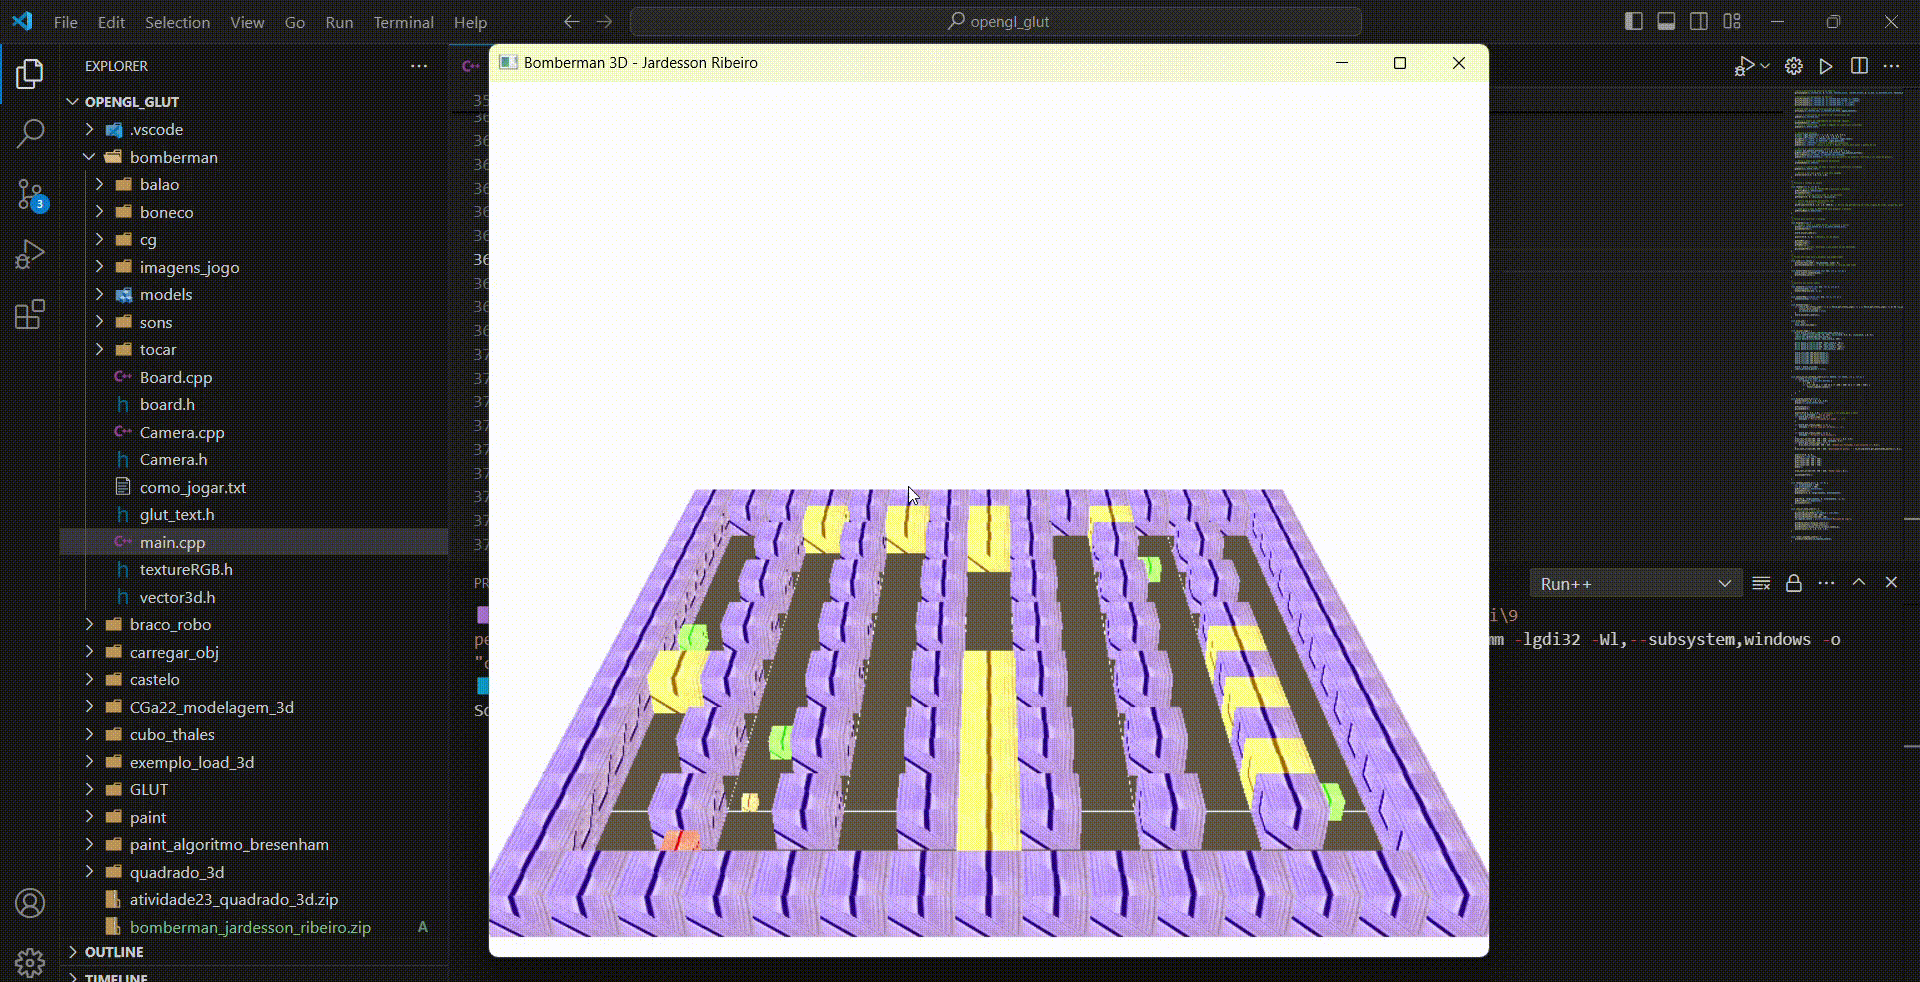 File Edit Selection View Go Run Terminal Help
opengl_glut
EXPLORER
OPENGL_GLUT
.vscode
bomberman
balao
boneco
cg
imagens_jogo
models
sons
tocar
C++ Board.cpp
h board.h
C++ Camera.cpp
h Camera.h
como_jogar.txt
h glut_text.h
C++ main.cpp
h textureRGB.h
h vector3d.h
braco_robo
carregar_obj
castelo
CGa22_modelagem_3d
cubo_thales
exemplo_load_3d
GLUT
paint
paint_algoritmo_bresenham
quadrado_3d
atividade23_quadrado_3d.zip
bomberman_jardesson_ribeiro.zip A
OUTLINE
TIMELINE
3
Bomberman 3D - Jardesson Ribeiro
Run++
i\9
-lgdi32 -Wl,--subsystem,windows -o